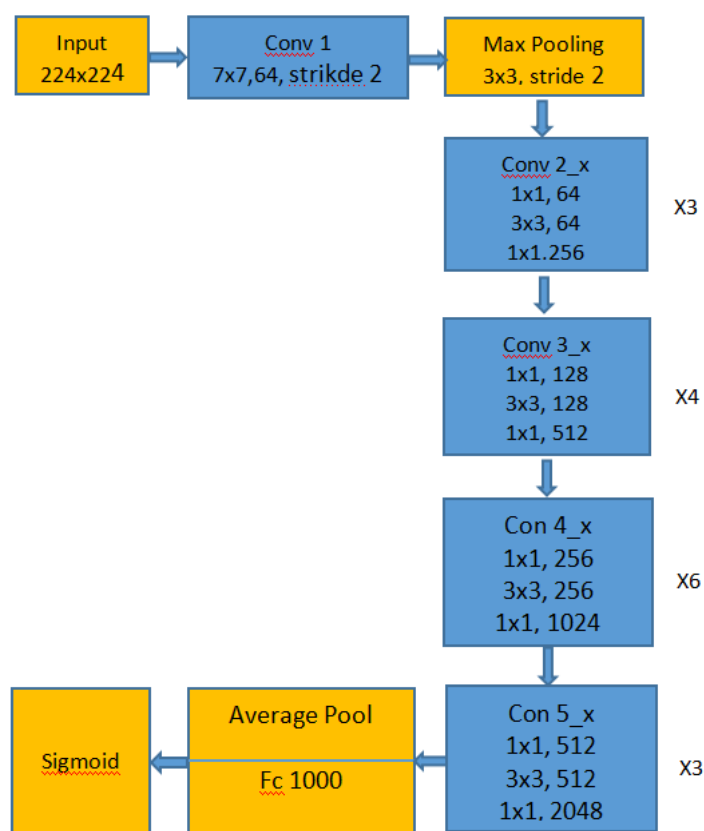 Input
224x224
Conv 1
7x7,64, strikde 2
Max Pooling
3x3, stride 2
Conv 2_x
1x1, 64
3x3, 64
1x1.256
X3
Conv 3_x
1x1, 128
3x3, 128
1x1, 512
X4
Con 4_x
1x1, 256
3x3, 256
1x1, 1024
X6
Con 5_x
1x1, 512
3x3, 512
1x1, 2048
X3
Average Pool
Fc 1000
Sigmoid